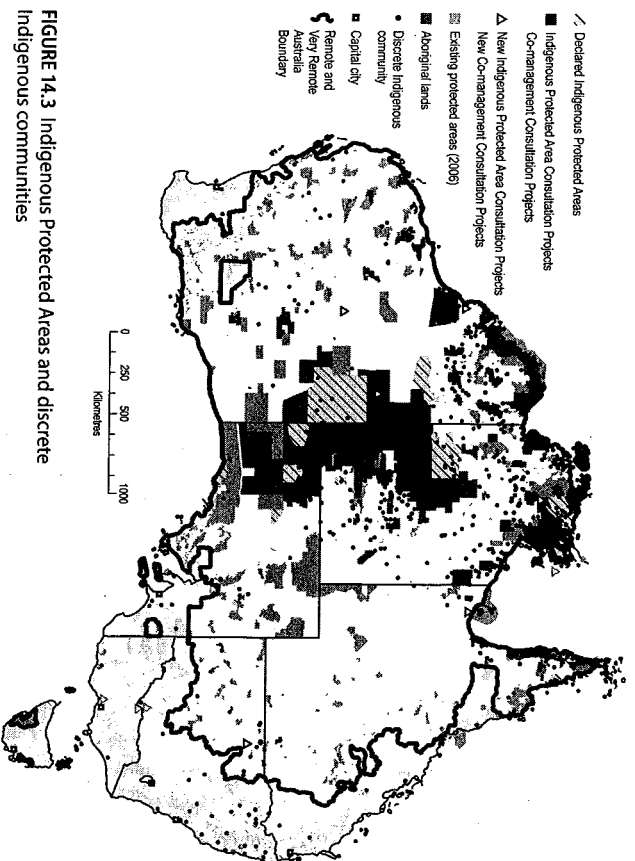 Declared Indigenous Protected Areas
Indigenous Protected Area Consultation Projects
Co-management Consultation Projects
New Indigenous Protected Area Consultation Projects
New Co-management Consultation Projects
Existing protected areas (2006)
Aboriginal lands
Discrete Indigenous
community
Capital city
Remote and
Very Remote
Australia
Boundary
0 250 500 1000
Kilometres
FIGURE 14.3 Indigenous Protected Areas and discrete
Indigenous communities